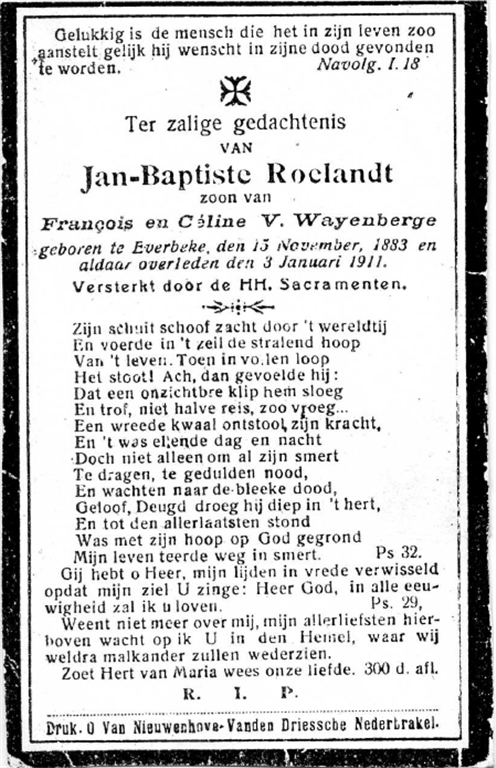 Gelukkig is de mensch die het in zijn leven zoo
aanstelt gelijk hij wenscht in zijne dood gevonden
te worden. Navolg. I. 18
Ter zalige gedachtenis
VAN
Jan-Baptiste Roelandt
zoon van
François en Céline V. Wayenberge
geboren te Everbeke, den 15 November, 1883 en
aldaar overleden den 3 Januari 1911.
Versterkt door de HH. Sacramenten.
Zijn schuit schoof zacht door 't wereldtij
En voerde in 't zeil de stralend hoop
Van 't leven. Toen in vollen loop
Het stoot! Ach, dan gevoelde hij:
Dat een onzichtbre klip hem sloeg
En trof, niet halve reis, zoo vroeg...
Een wreede kwaal ontstool zijn kracht,
En 't was ellende dag en nacht
Doch niet alleen om al zijn smert
Te dragen, te gedulden nood,
En wachten naar de bleeke dood,
Geloof, Deugd droeg hij diep in 't hert,
En tot den allerlaatsten stond
Was met zijn hoop op God gegrond
Mijn leven teerde weg in smert. Ps 32.
Gij hebt o Heer, mijn lijden in vrede verwisseld
opdat mijn ziel U zinge: Heer God, in alle eeu-
wigheid zal ik u loven. Ps. 29,
Weent niet meer over mij, mijn allerliefsten hier-
boven wacht op ik U in den Hemel, waar wij
weldra malkander zullen wederzien.
Zoet Hert van Maria wees onze liefde. 300 d. afl.
R. I. P.
Druk. O Van Nieuwenhove-Vanden Driessche Nederbrakel.